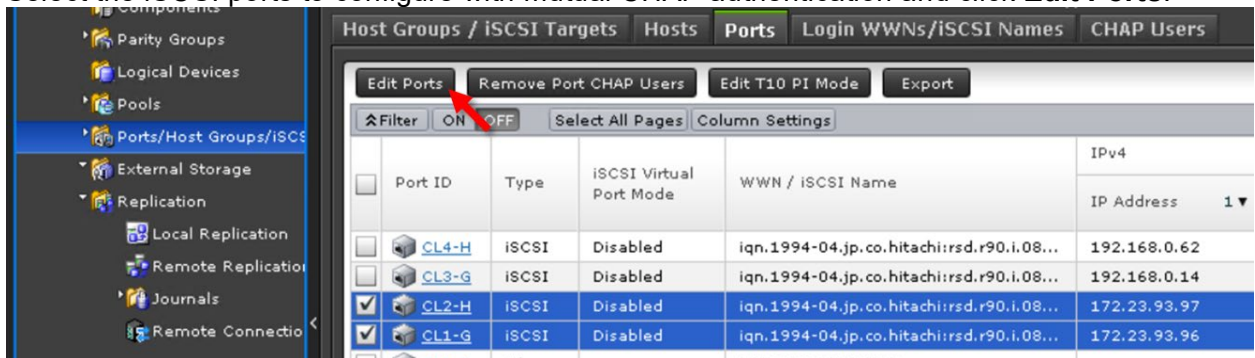 Select the iSCSI ports to configure with mutual CHAP authentication and click Edit Ports.
Components
Parity Groups
Logical Devices
Pools
Ports/Host Groups/iSCS
External Storage
Replication
Local Replication
Remote Replication
Journals
Remote Connectio
Host Groups / iSCSI Targets Hosts Ports Login WWNs/iSCSI Names CHAP Users
Edit Ports Remove Port CHAP Users Edit T10 PI Mode Export
Filter ON OFF Select All Pages Column Settings
Port ID Type iSCSI Virtual Port Mode WWN / iSCSI Name IPv4
IP Address 1
CL4-H iSCSI Disabled iqn.1994-04.jp.co.hitachi:rsd.r90.i.08... 192.168.0.62
CL3-G iSCSI Disabled iqn.1994-04.jp.co.hitachi:rsd.r90.i.08... 192.168.0.14
CL2-H iSCSI Disabled iqn.1994-04.jp.co.hitachi:rsd.r90.i.08... 172.23.93.97
CL1-G iSCSI Disabled iqn.1994-04.jp.co.hitachi:rsd.r90.i.08... 172.23.93.96